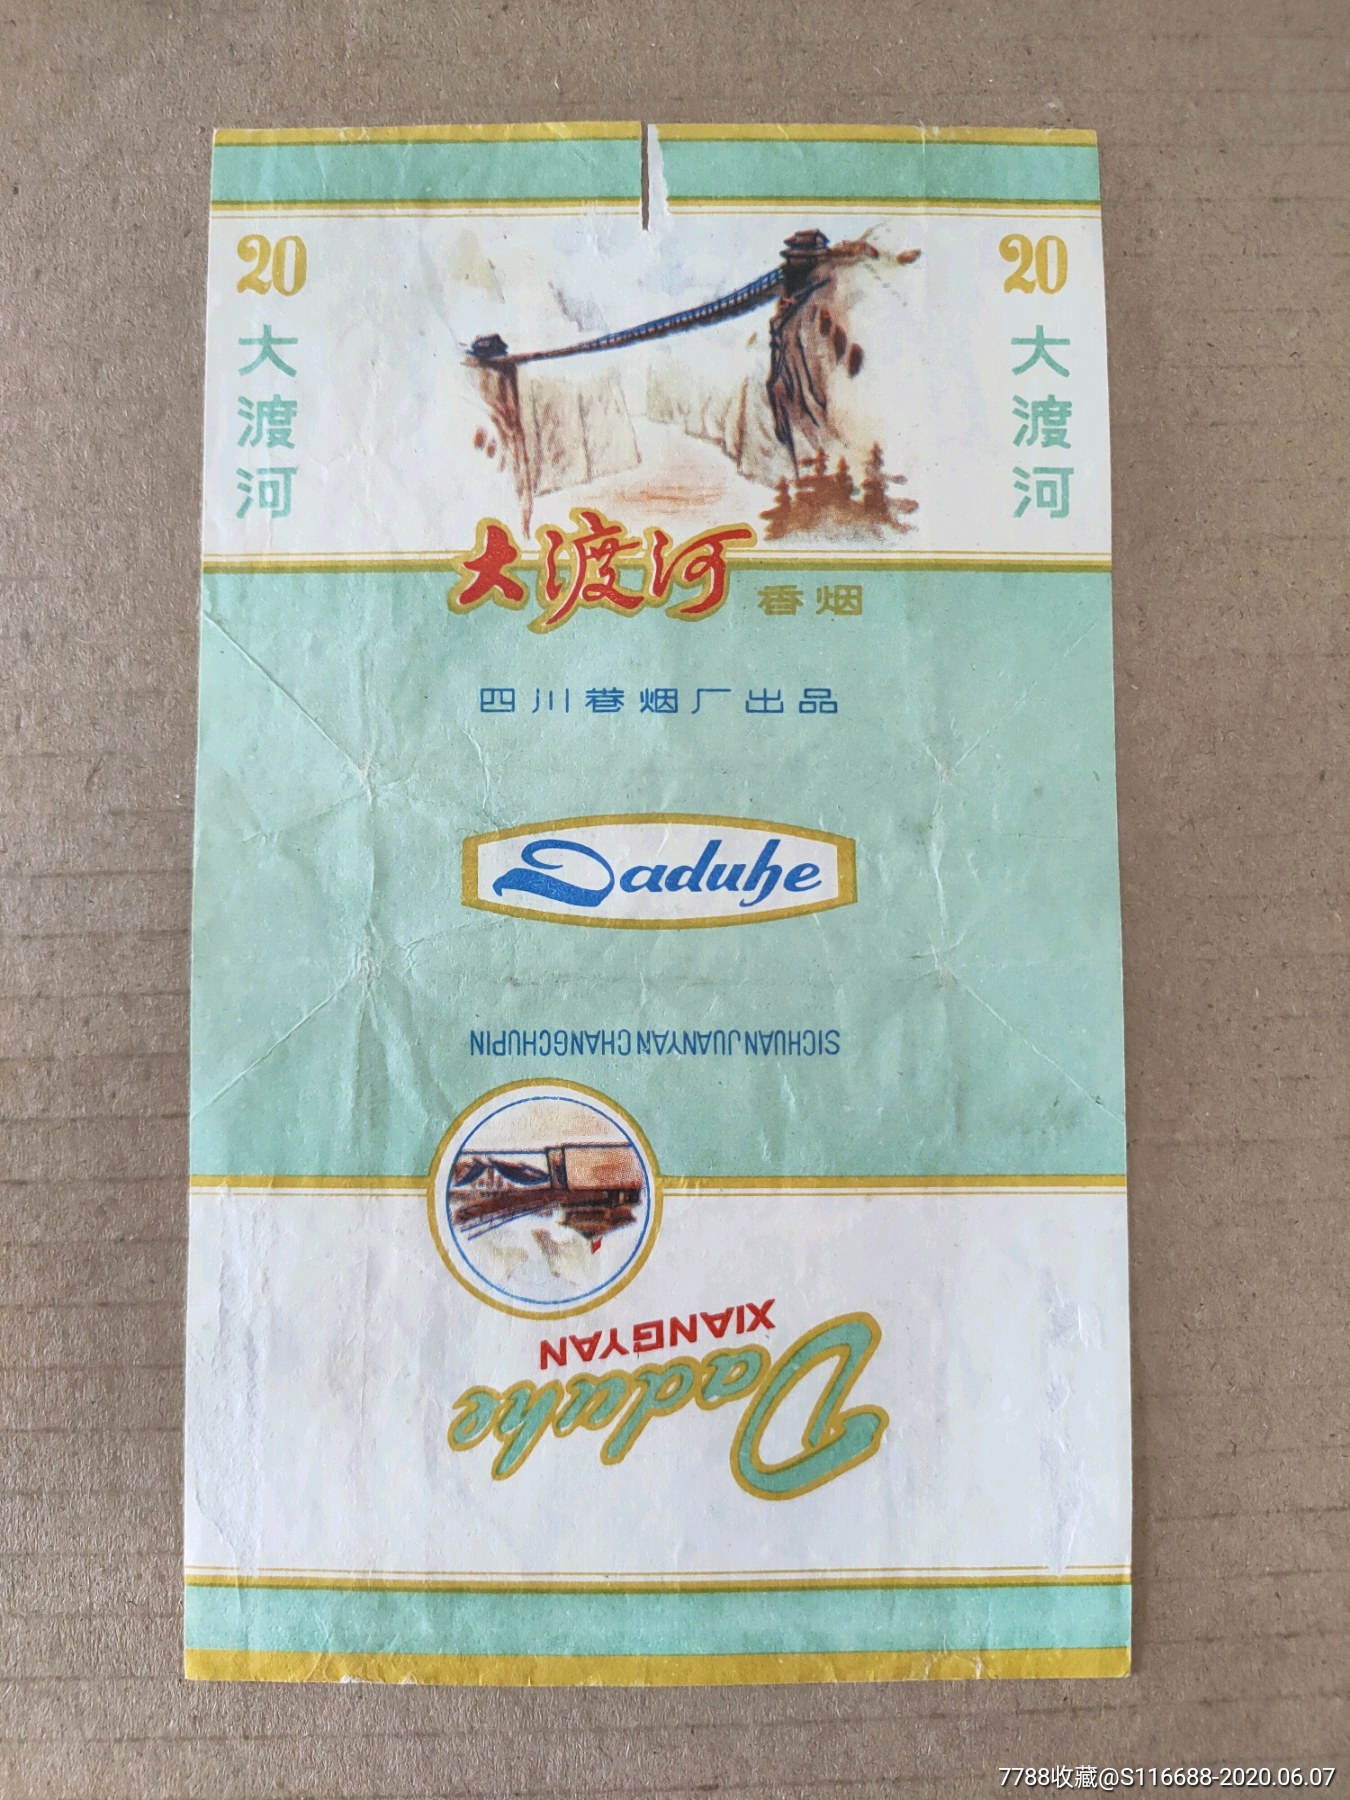 20
大渡河
20
大渡河
大渡河 香烟
四川卷烟厂出品
Daduhe
SICHUAN JUANYAN CHANGCHUPIN
XIANGYAN
Daduhe
7788收藏@S116688-2020.06.07